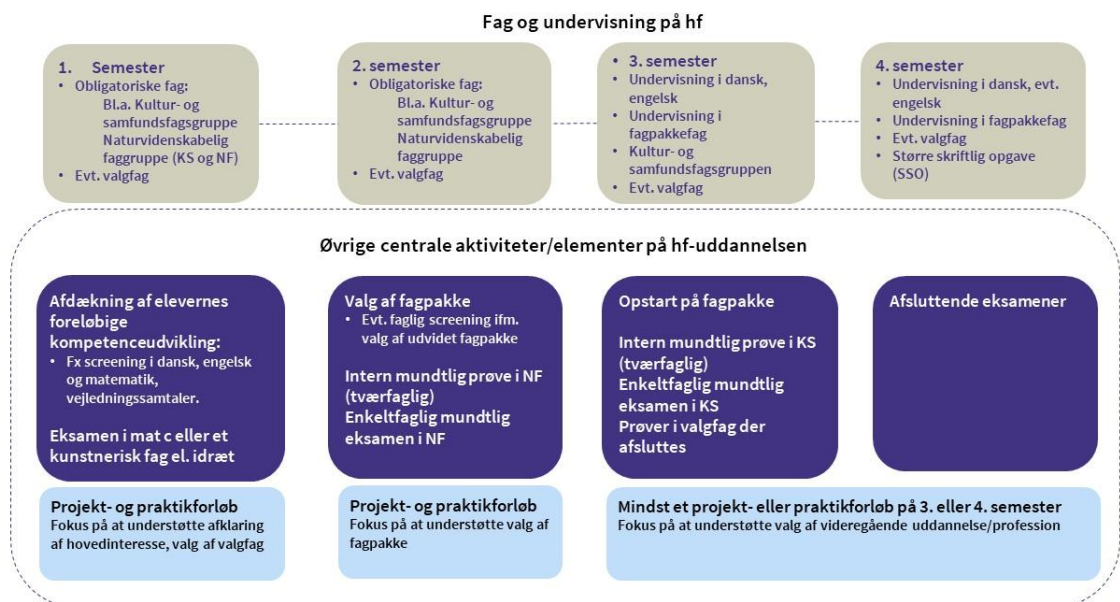 Fag og undervisning på hf
1. Semester
• Obligatoriske fag:
Bl.a. Kultur- og
samfundsfagsgruppe
Naturvidenskabelig
faggruppe (KS og NF)
• Evt. valgfag
2. semester
• Obligatoriske fag:
Bl.a. Kultur- og
samfundsfagsgruppe
Naturvidenskabelig
faggruppe
• Evt. valgfag
• 3. semester
• Undervisning i dansk,
engelsk
• Undervisning i
fagpakkefag
• Kultur- og
samfundsfagsgruppen
• Evt. valgfag
4. semester
• Undervisning i dansk, evt.
engelsk
• Undervisning i fagpakkefag
• Evt. valgfag
• Større skriftlig opgave
(SSO)
Øvrige centrale aktiviteter/elementer på hf-uddannelsen
Afdækning af elevernes
foreløbige
kompetenceudvikling:
• Fx screening i dansk, engelsk
og matematik,
vejledningssamtaler.
Eksamen i mat c eller et
kunstnerisk fag el. idræt
Valg af fagpakke
• Evt. faglig screening ifm.
valg af udvidet fagpakke
Intern mundtlig prøve i NF
(tværfaglig)
Enkeltfaglig mundtlig
eksamen i NF
Opstart på fagpakke
Intern mundtlig prøve i KS
(tværfaglig)
Enkeltfaglig mundtlig
eksamen i KS
Prøver i valgfag der
afsluttes
Afsluttende eksamener
Projekt- og praktikforløb
Fokus på at understøtte afklaring
af hovedinteresse, valg af valgfag
Projekt- og praktikforløb
Fokus på at understøtte valg af
fagpakke
Mindst et projekt- eller praktikforløb på 3. eller 4. semester
Fokus på at understøtte valg af videregående uddannelse/profession